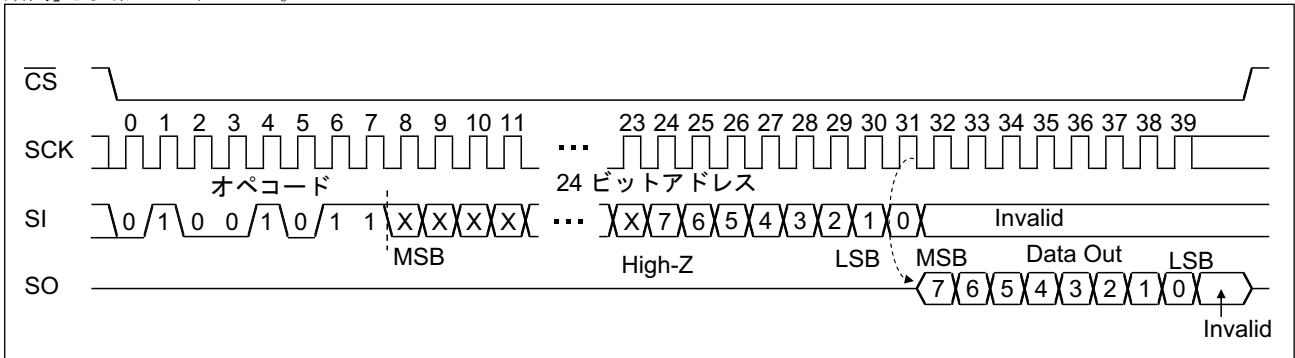 CS
0 1 2 3 4 5 6 7 8 9 10 11 23 24 25 26 27 28 29 30 31 32 33 34 35 36 37 38 39
SCK ...
オペコード 24 ビットアドレス
SI 0 1 0 0 1 0 1 1 X X X X ... X 7 6 5 4 3 2 1 0 Invalid
MSB High-Z LSB MSB Data Out LSB
SO 7 6 5 4 3 2 1 0
Invalid